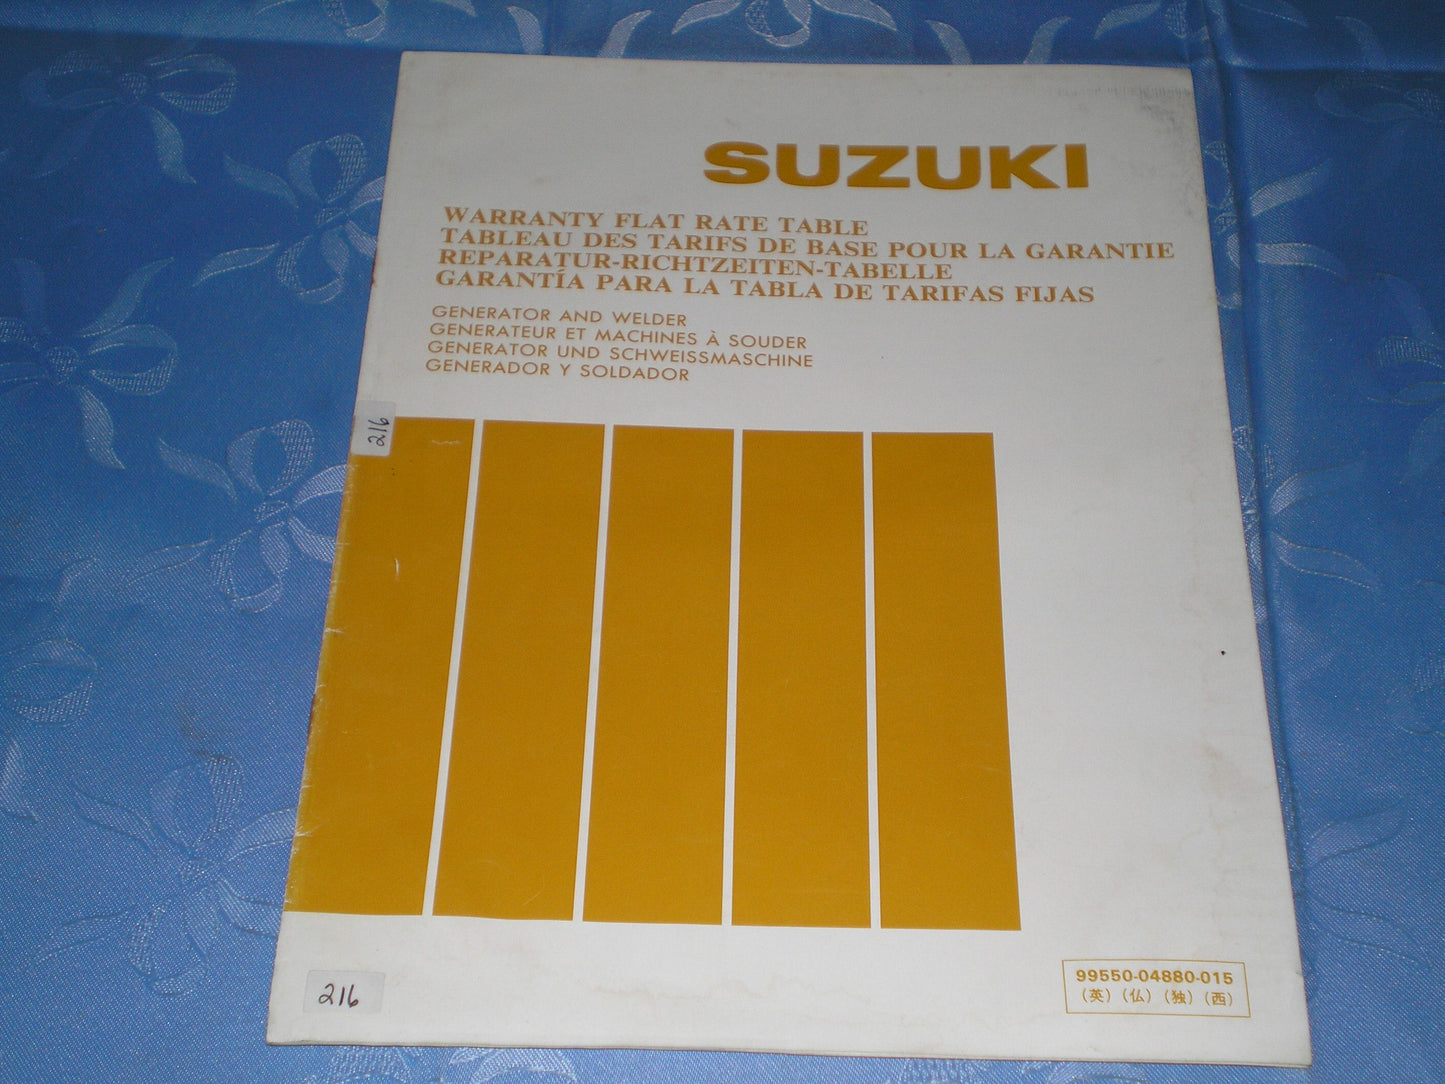 SUZUKI
WARRANTY FLAT RATE TABLE
TABLEAU DES TARIFS DE BASE POUR LA GARANTIE
REPARATUR-RICHTZEITEN-TABELLE
GARANTÍA PARA LA TABLA DE TARIFAS FIJAS
GENERATOR AND WELDER
GENERATEUR ET MACHINES À SOUDER
GENERATOR UND SCHWEISSMASCHINE
GENERADOR Y SOLDADOR
216
216
99550-04880-015
(英) (仏) (独) (西)